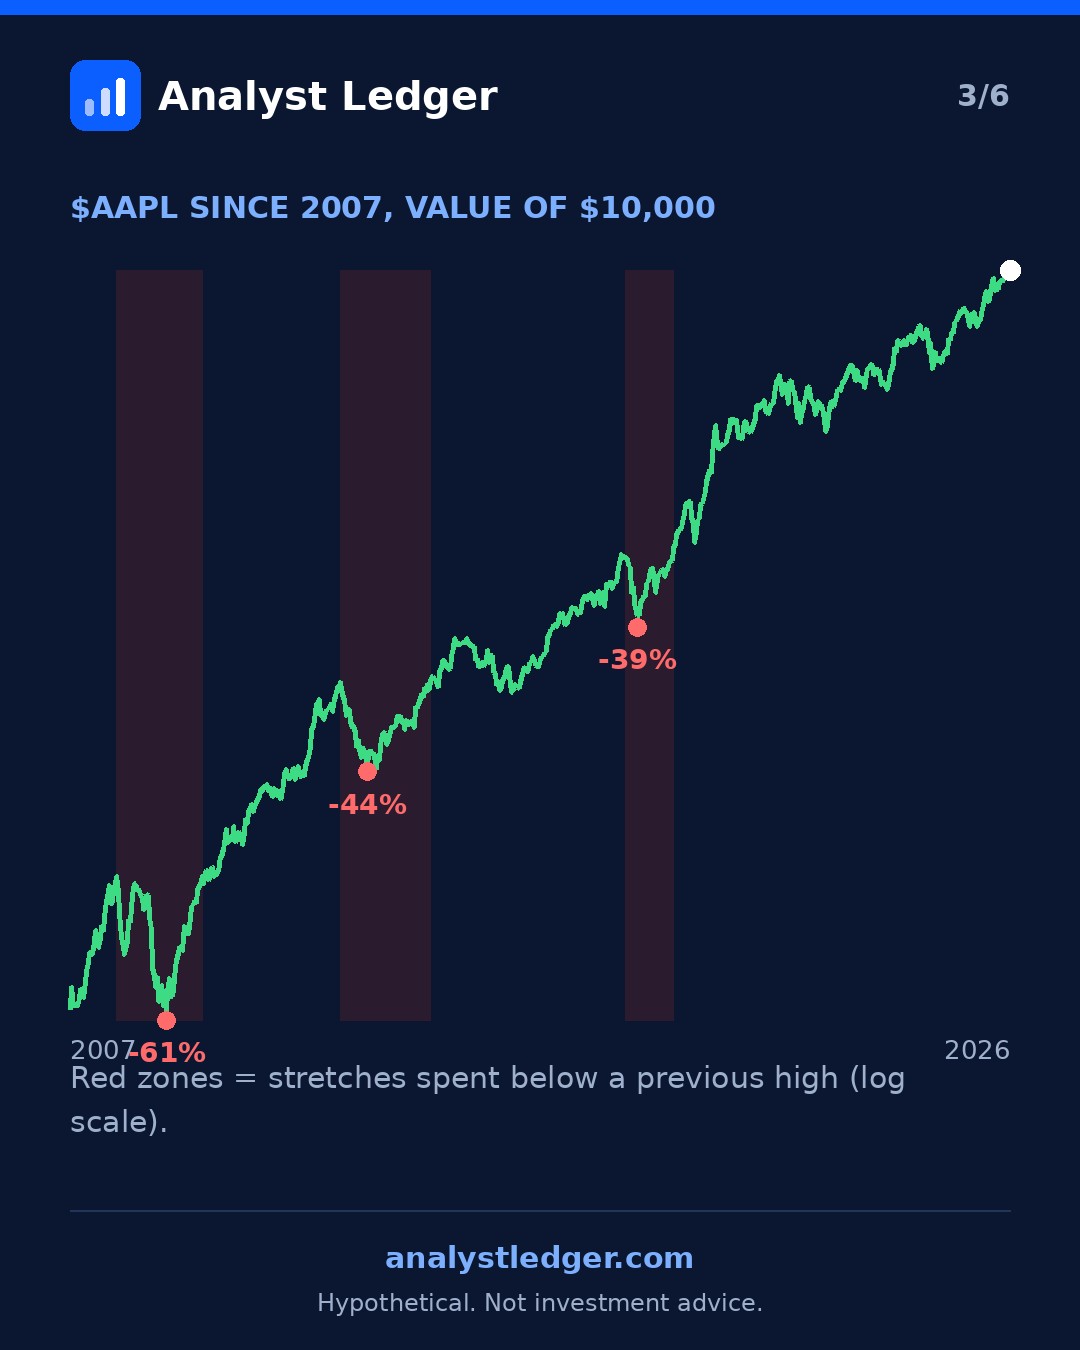 Analyst Ledger
3/6
$AAPL SINCE 2007, VALUE OF $10,000
-39%
-44%
2007
-61%
2026
Red zones = stretches spent below a previous high (log
scale).
analystledger.com
Hypothetical. Not investment advice.